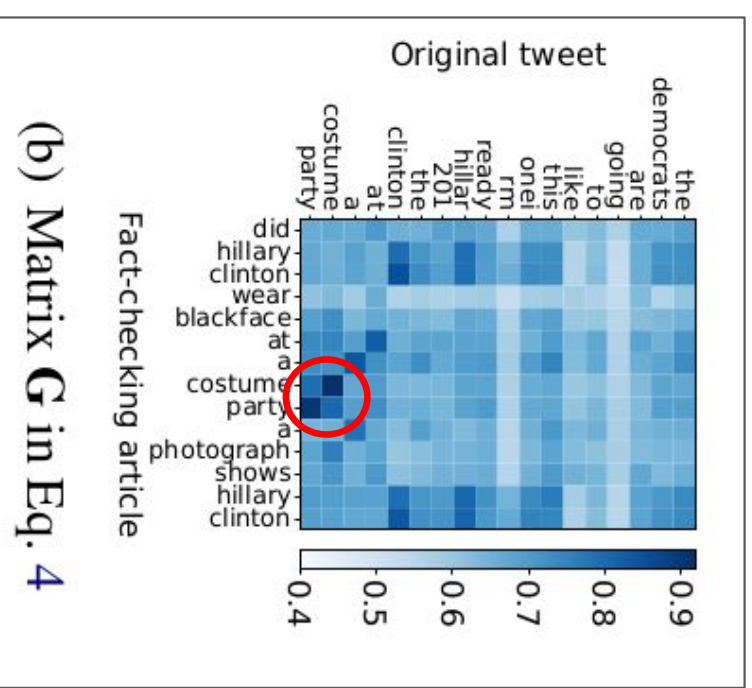 Original tweet
party
costume
a
at
clinton
the
201
hillar
ready
rm
onei
this
like
to
going
are
democrats
the
did
hillary
clinton
wear
blackface
at
a
costume
party
a
photograph
shows
hillary
clinton
Fact-checking article
0.4
0.5
0.6
0.7
0.8
0.9
(b) Matrix G in Eq. 4